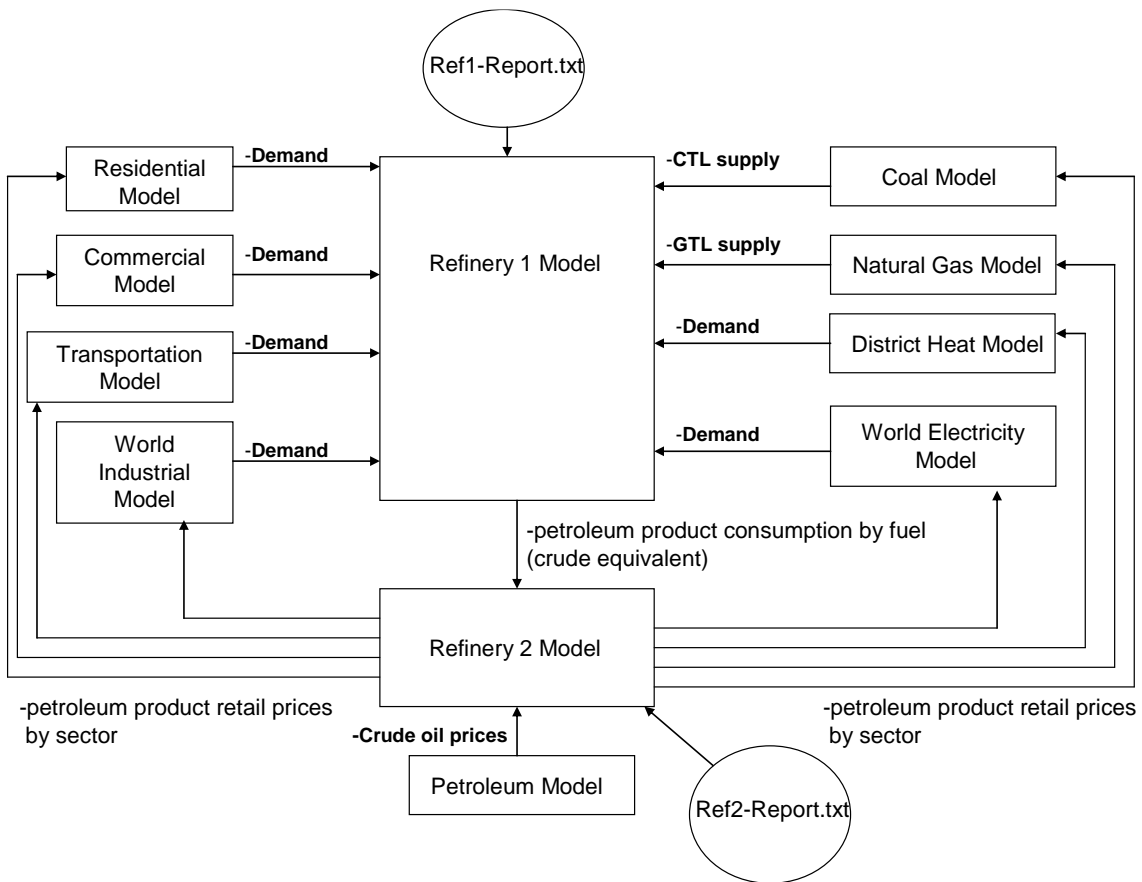 Ref1-Report.txt
-Demand
Residential
Model
-CTL supply
Coal Model
Commercial
Model
-Demand
Refinery 1 Model
-GTL supply
Natural Gas Model
Transportation
Model
-Demand
-Demand
District Heat Model
World
Industrial
Model
-Demand
-Demand
World Electricity
Model
-petroleum product consumption by fuel
(crude equivalent)
Refinery 2 Model
-petroleum product retail prices
by sector
-petroleum product retail prices
by sector
-Crude oil prices
Petroleum Model
Ref2-Report.txt